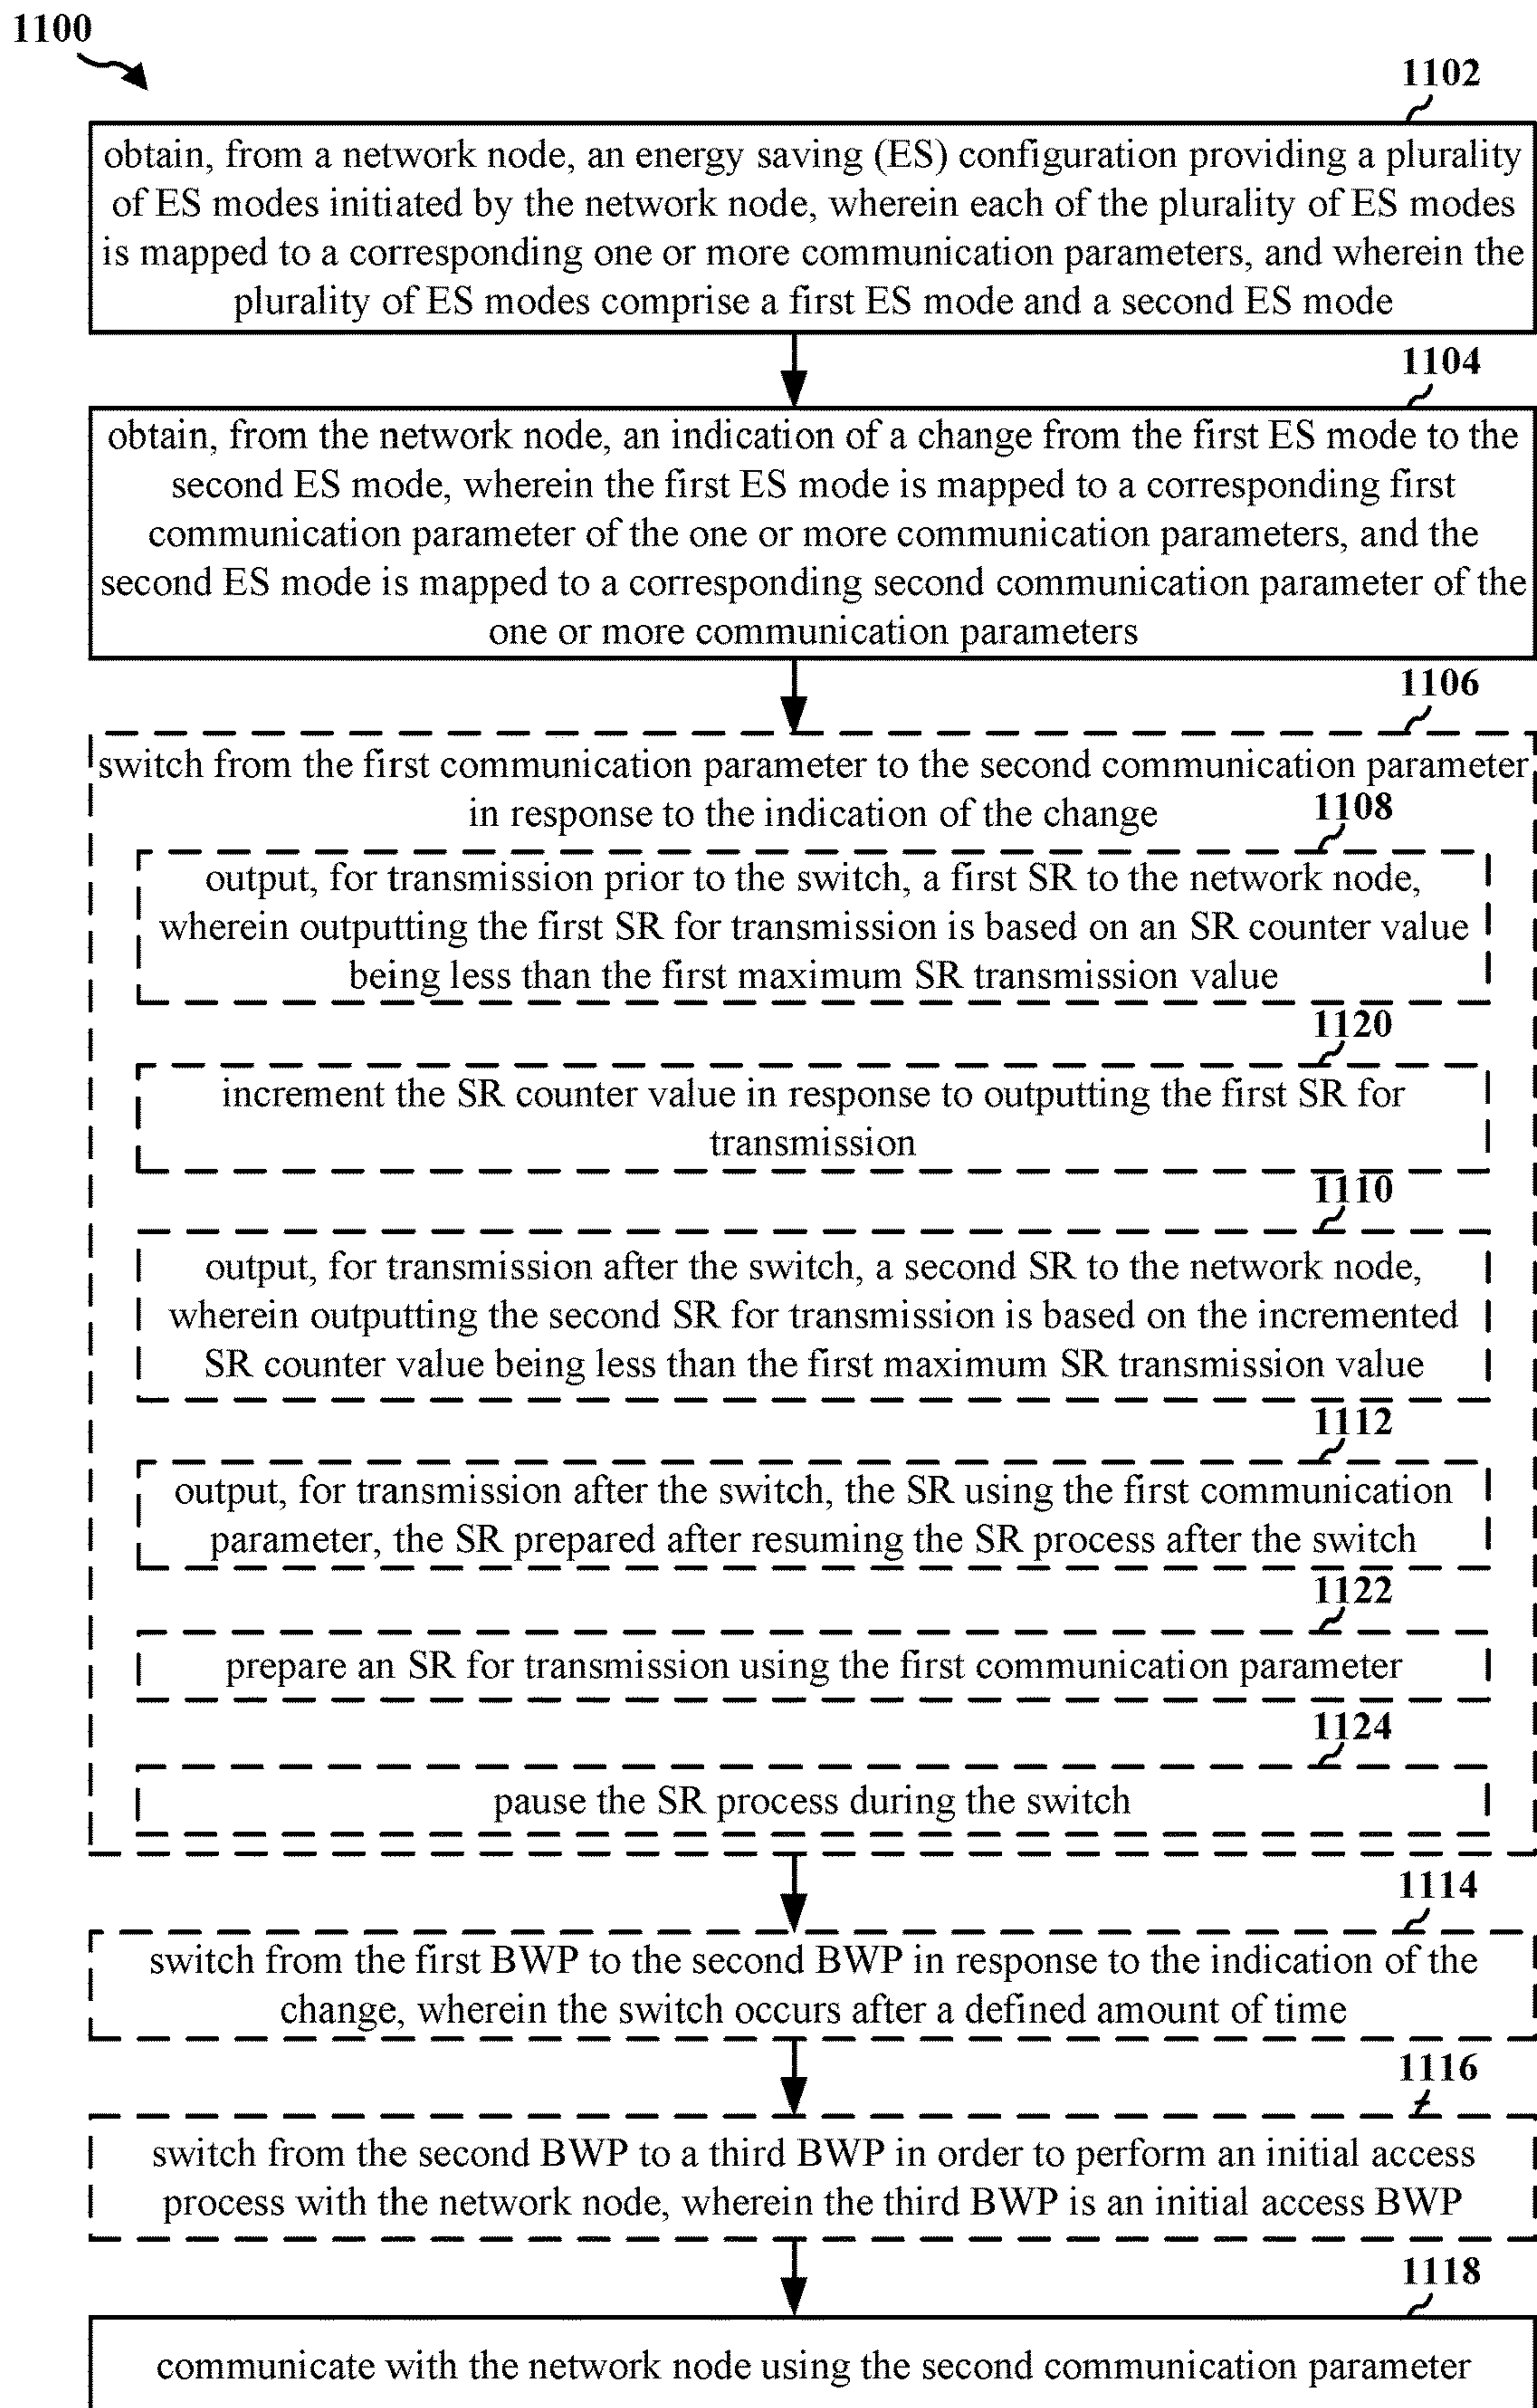 1100
1102
obtain, from a network node, an energy saving (ES) configuration providing a plurality
of ES modes initiated by the network node, wherein each of the plurality of ES modes
is mapped to a corresponding one or more communication parameters, and wherein the
plurality of ES modes comprise a first ES mode and a second ES mode
1104
obtain, from the network node, an indication of a change from the first ES mode to the
second ES mode, wherein the first ES mode is mapped to a corresponding first
communication parameter of the one or more communication parameters, and the
second ES mode is mapped to a corresponding second communication parameter of the
one or more communication parameters
1106
switch from the first communication parameter to the second communication parameter
in response to the indication of the change
1108
output, for transmission prior to the switch, a first SR to the network node,
wherein outputting the first SR for transmission is based on an SR counter value
being less than the first maximum SR transmission value
1120
increment the SR counter value in response to outputting the first SR for
transmission
1110
output, for transmission after the switch, a second SR to the network node,
wherein outputting the second SR for transmission is based on the incremented
SR counter value being less than the first maximum SR transmission value
1112
output, for transmission after the switch, the SR using the first communication
parameter, the SR prepared after resuming the SR process after the switch
1122
prepare an SR for transmission using the first communication parameter
1124
pause the SR process during the switch
1114
switch from the first BWP to the second BWP in response to the indication of the
change, wherein the switch occurs after a defined amount of time
1116
switch from the second BWP to a third BWP in order to perform an initial access
process with the network node, wherein the third BWP is an initial access BWP
1118
communicate with the network node using the second communication parameter